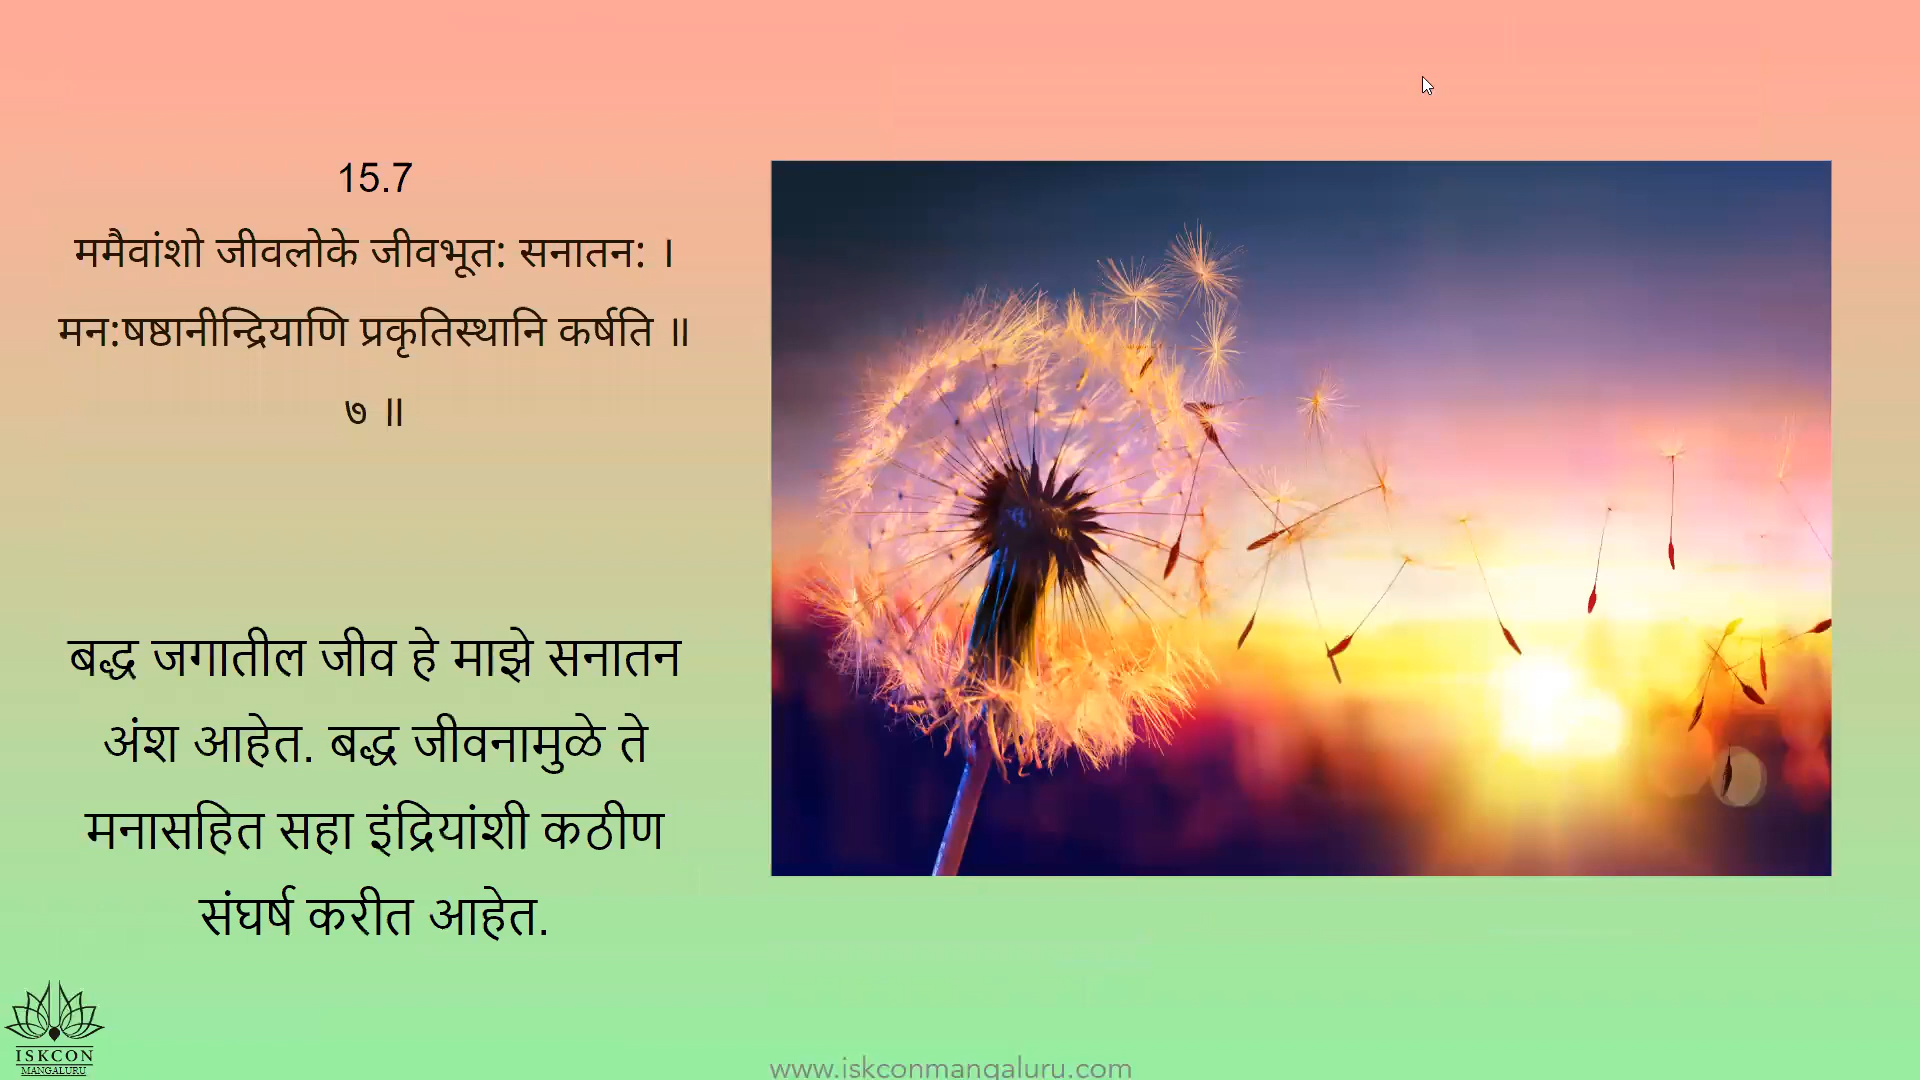 15.7
ममैवांशो जीवलोके जीवभूत: सनातन: ।
मन:षष्ठानीन्द्रियाणि प्रकृतिस्थानि कर्षति ॥
७ ॥
बद्ध जगातील जीव हे माझे सनातन
अंश आहेत. बद्ध जीवनामुळे ते
मनासहित सहा इंद्रियांशी कठीण
संघर्ष करीत आहेत.
ISKCON
MANGALURU
www.iskconmangaluru.com